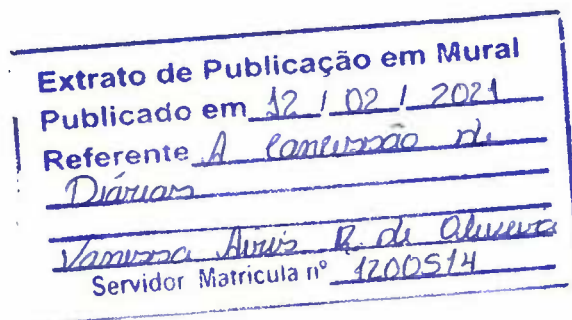 Extrato de Publicação em Mural
Publicado em 12 / 02 / 2021
Referente A Concessão de
Diárias
Vanessa Aires R. de Oliveira
Servidor Matricula nº 1200514